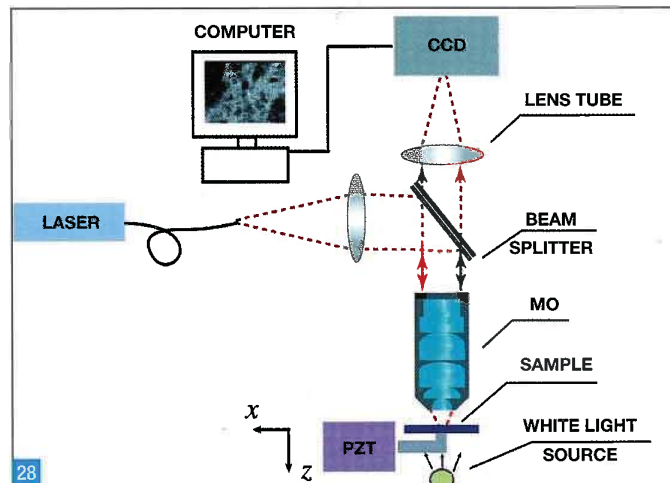 COMPUTER
CCD
LENS TUBE
LASER
BEAM
SPLITTER
MO
SAMPLE
x
PZT
WHITE LIGHT
SOURCE
z
28